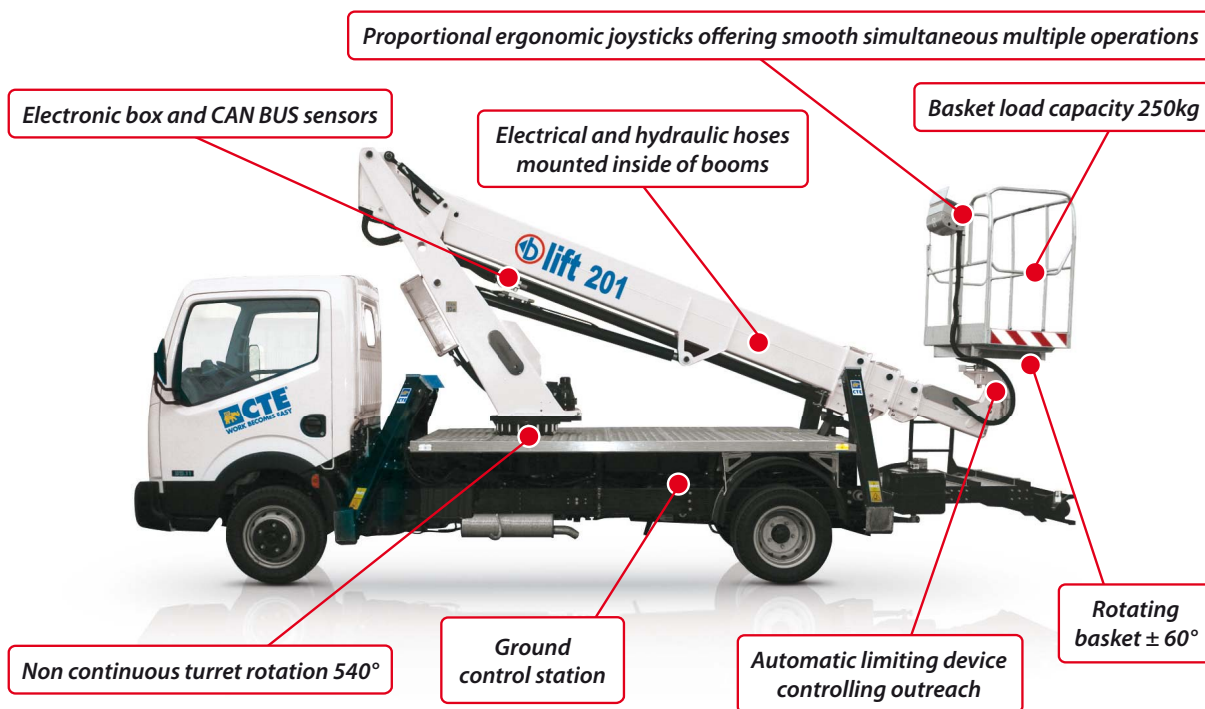 Proportional ergonomic joysticks offering smooth simultaneous multiple operations
Electronic box and CAN BUS sensors
Basket load capacity 250kg
Electrical and hydraulic hoses
mounted inside of booms
b lift 201
CTE
WORK BECOMES EASY
CTE
Rotating
basket ± 60°
Ground
control station
Non continuous turret rotation 540°
Automatic limiting device
controlling outreach